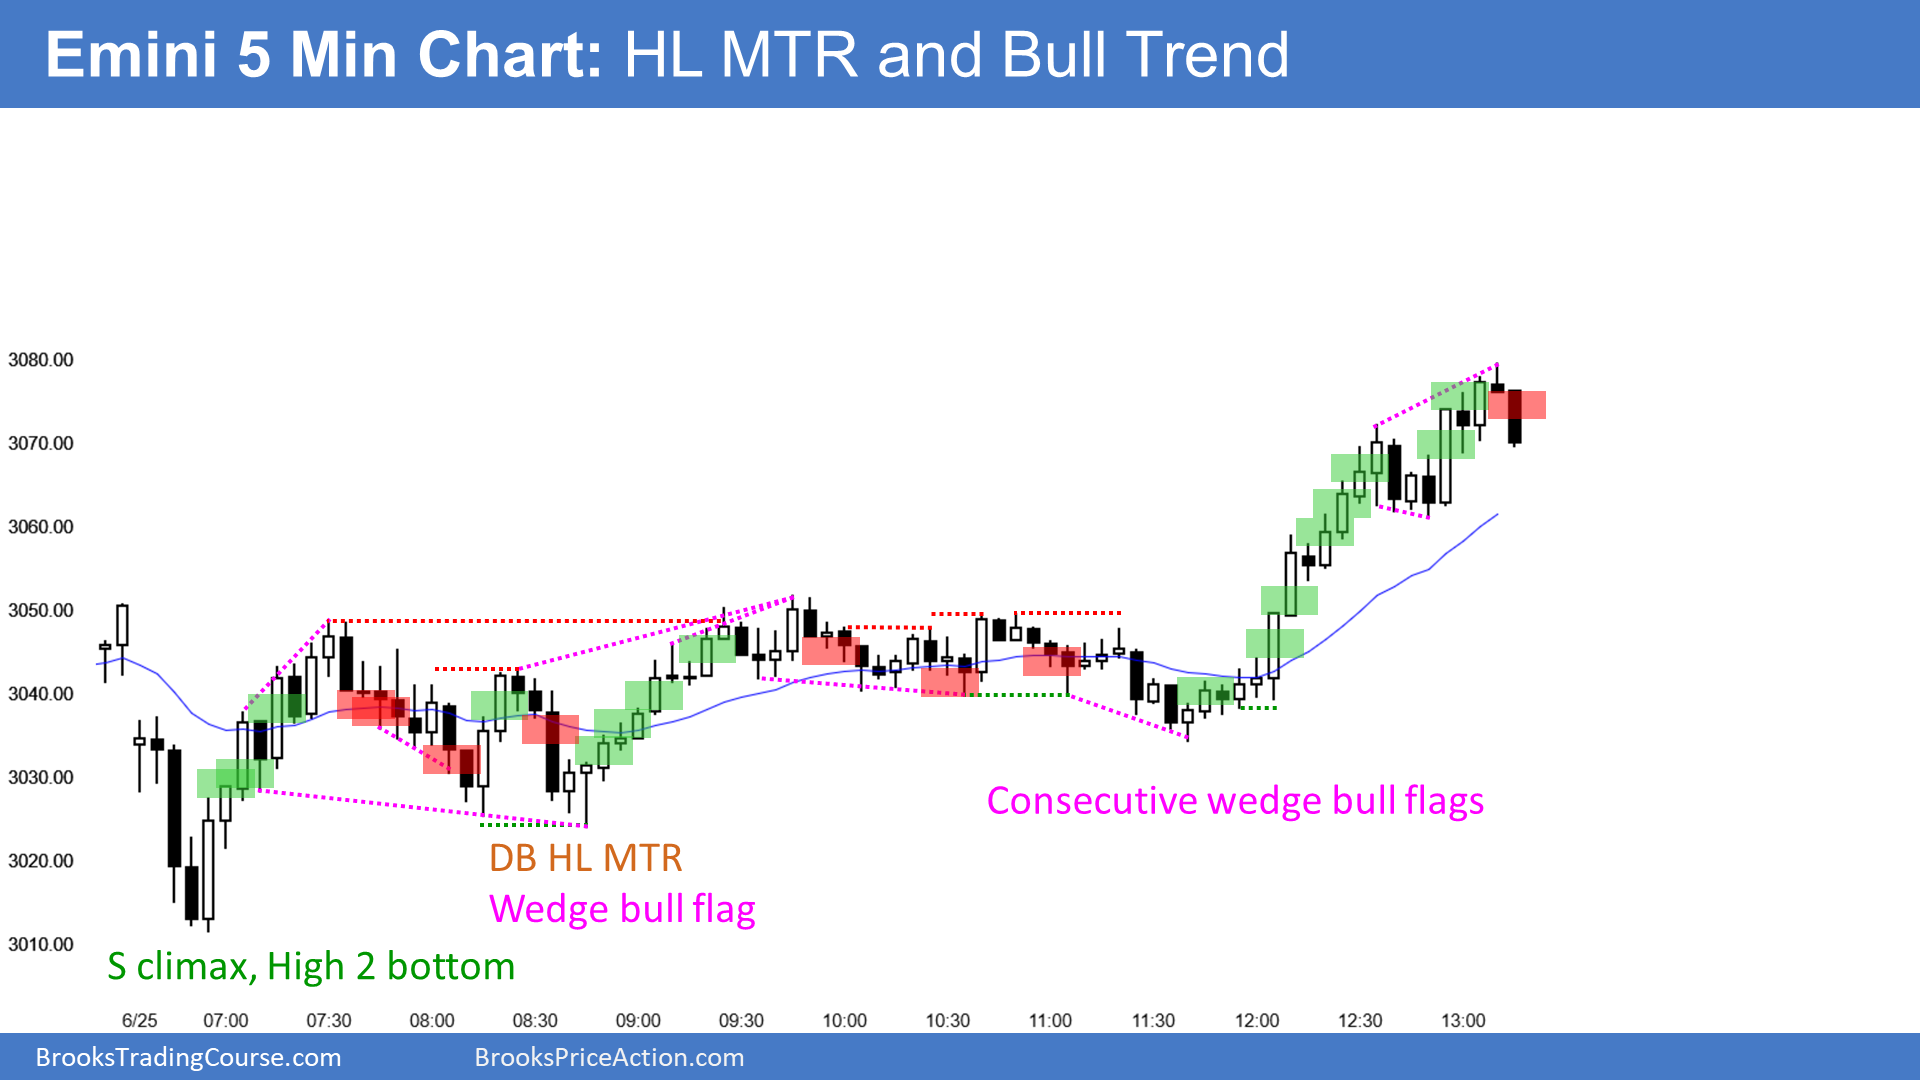 Emini 5 Min Chart: HL MTR and Bull Trend
3080.00
3070.00
3060.00
3050.00
3040.00
3030.00
3020.00
3010.00
Consecutive wedge bull flags
DB HL MTR
Wedge bull flag
S climax, High 2 bottom
6/25 07:00 07:30 08:00 08:30 09:00 09:30 10:00 10:30 11:00 11:30 12:00 12:30 13:00
BrooksTradingCourse.com BrooksPriceAction.com